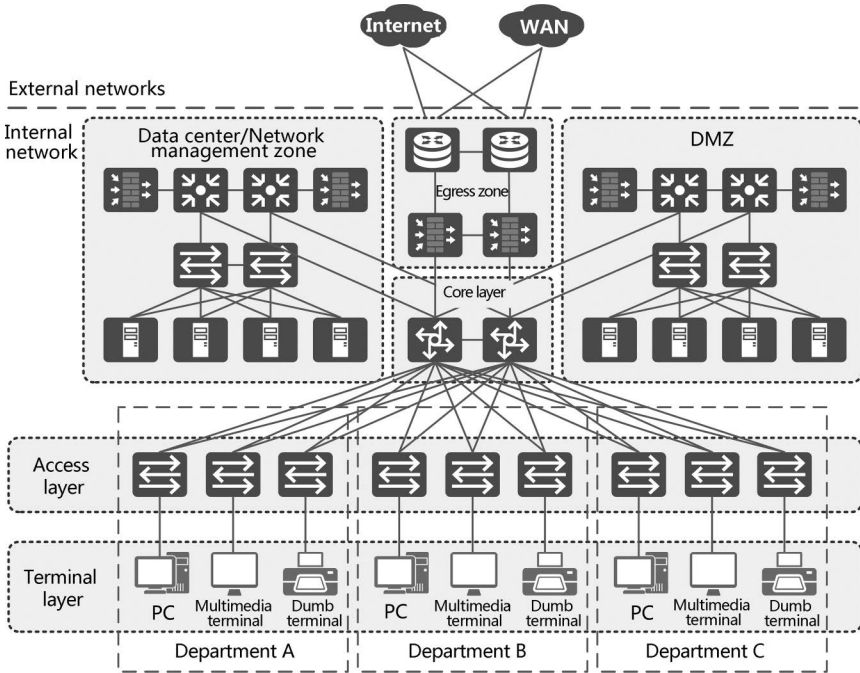 Internet
WAN
External networks
Internal
network
Data center/Network
management zone
DMZ
Egress zone
Core layer
Access
layer
Terminal
layer
PC
Multimedia
terminal
Dumb
terminal
PC
Multimedia
terminal
Dumb
terminal
PC
Multimedia
terminal
Dumb
terminal
Department A
Department B
Department C